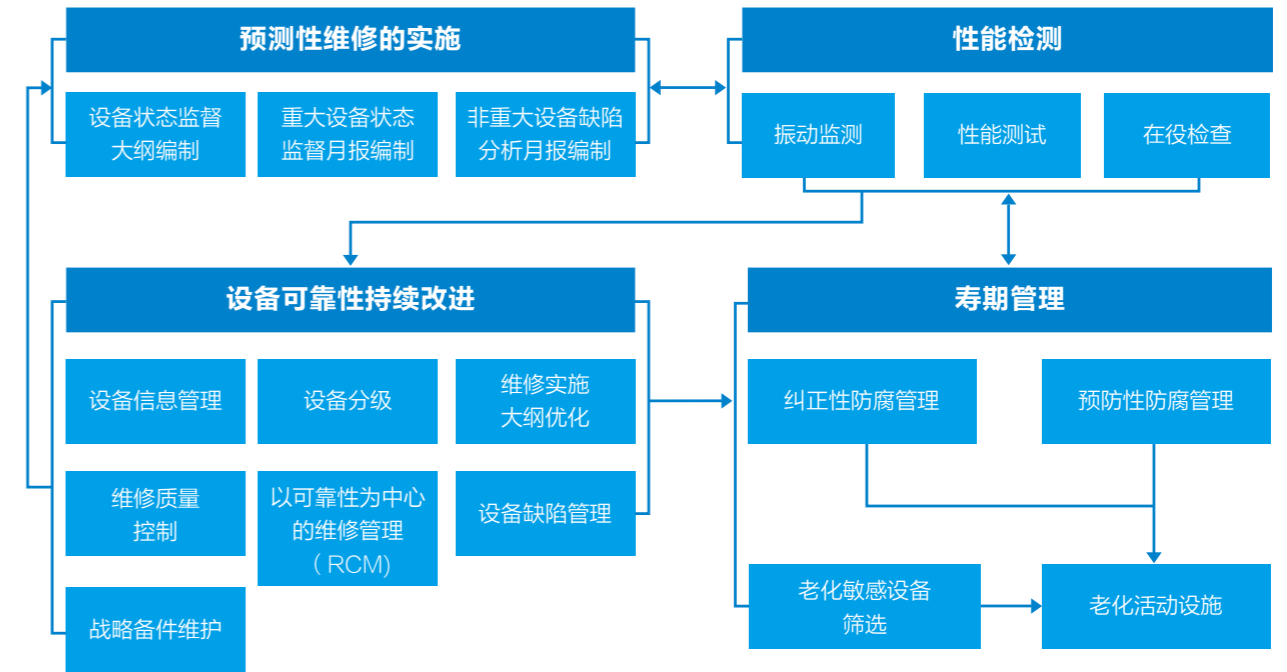 预测性维修的实施
设备状态监督
大纲编制
重大设备状态
监督月报编制
非重大设备缺陷
分析月报编制
性能检测
振动监测
性能测试
在役检查
设备可靠性持续改进
设备信息管理
设备分级
维修实施
大纲优化
维修质量
控制
以可靠性为中心
的维修管理
（RCM)
设备缺陷管理
战略备件维护
寿期管理
纠正性防腐管理
预防性防腐管理
老化敏感设备
筛选
老化活动设施